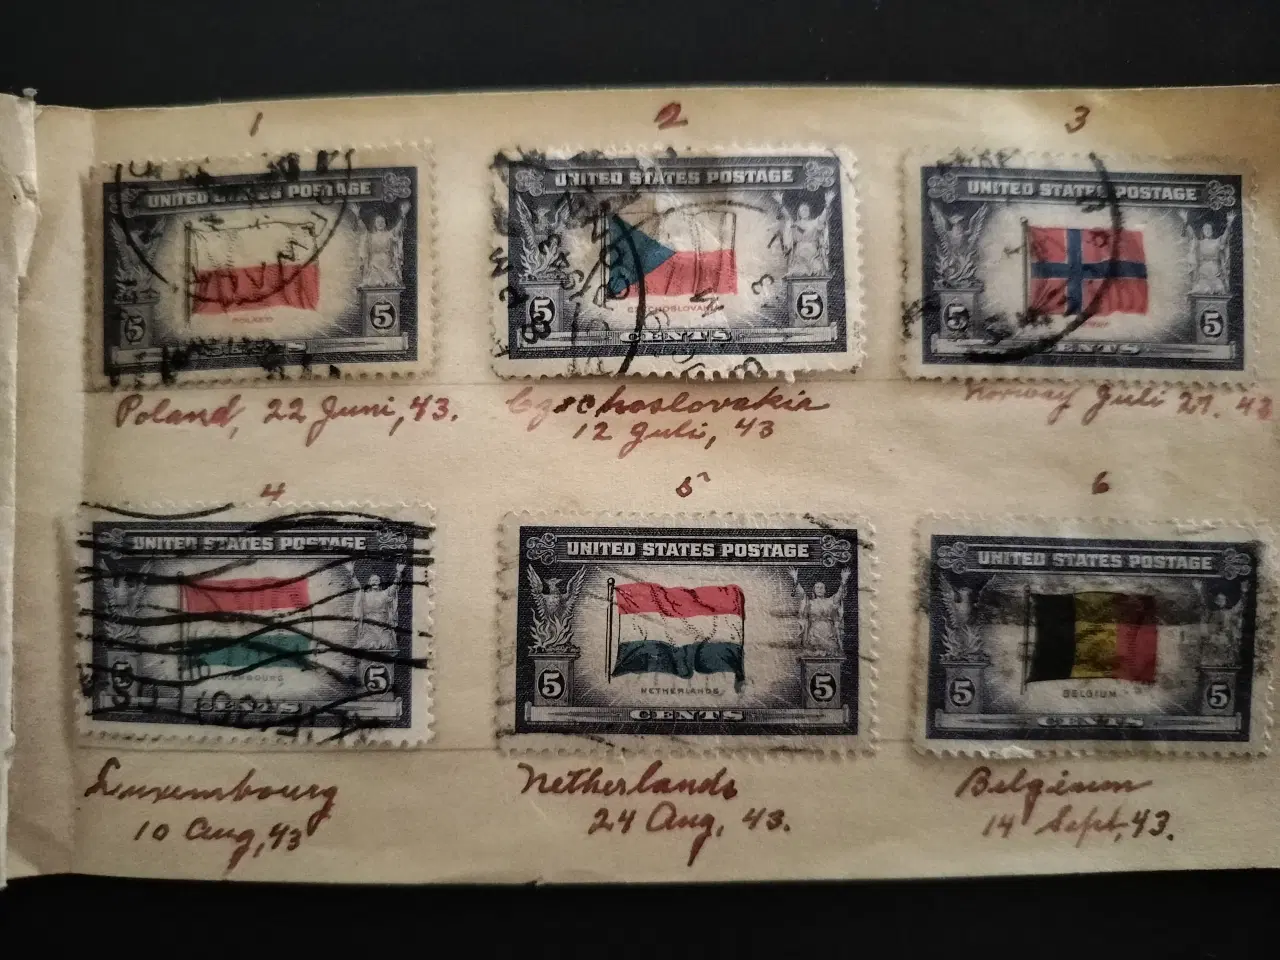 1
2
3
UNITED STATES POSTAGE
POLAND
5
5
CENTS
UNITED STATES POSTAGE
CZECHOSLOVAKIA
5
5
CENTS
UNITED STATES POSTAGE
5
5
CENTS
Poland, 22 Juni, 43.
Czechoslovakia
12 Juli, 43
Norway Juli 27. 43
4
5
6
UNITED STATES POSTAGE
LUXEMBOURG
5
5
CENTS
UNITED STATES POSTAGE
NETHERLANDS
5
5
CENTS
UNITED STATES POSTAGE
BELGIUM
5
5
CENTS
Luxembourg
10 Aug, 43
Netherlands
24 Aug, 43.
Belgium
14 Sept, 43.